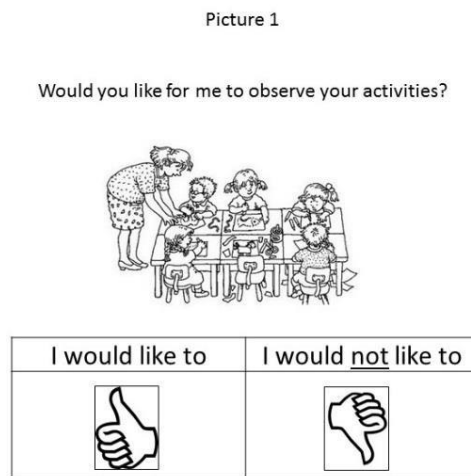 Picture 1
Would you like for me to observe your activities?
I would like to
I would not like to